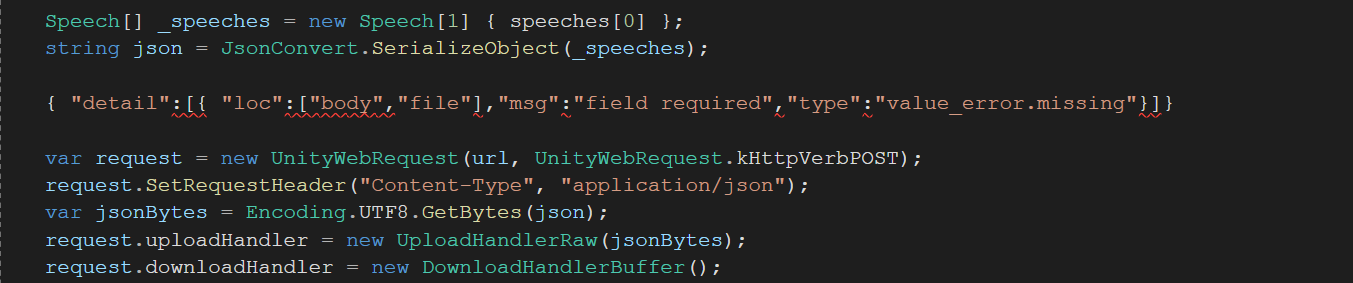 Speech[] _speeches = new Speech[1] { speeches[0] };
string json = JsonConvert.SerializeObject(_speeches);
{ "detail":[{ "loc":["body","file"],"msg":"field required","type":"value_error.missing"}]}
var request = new UnityWebRequest(url, UnityWebRequest.kHttpVerbPOST);
request.SetRequestHeader("Content-Type", "application/json");
var jsonBytes = Encoding.UTF8.GetBytes(json);
request.uploadHandler = new UploadHandlerRaw(jsonBytes);
request.downloadHandler = new DownloadHandlerBuffer();